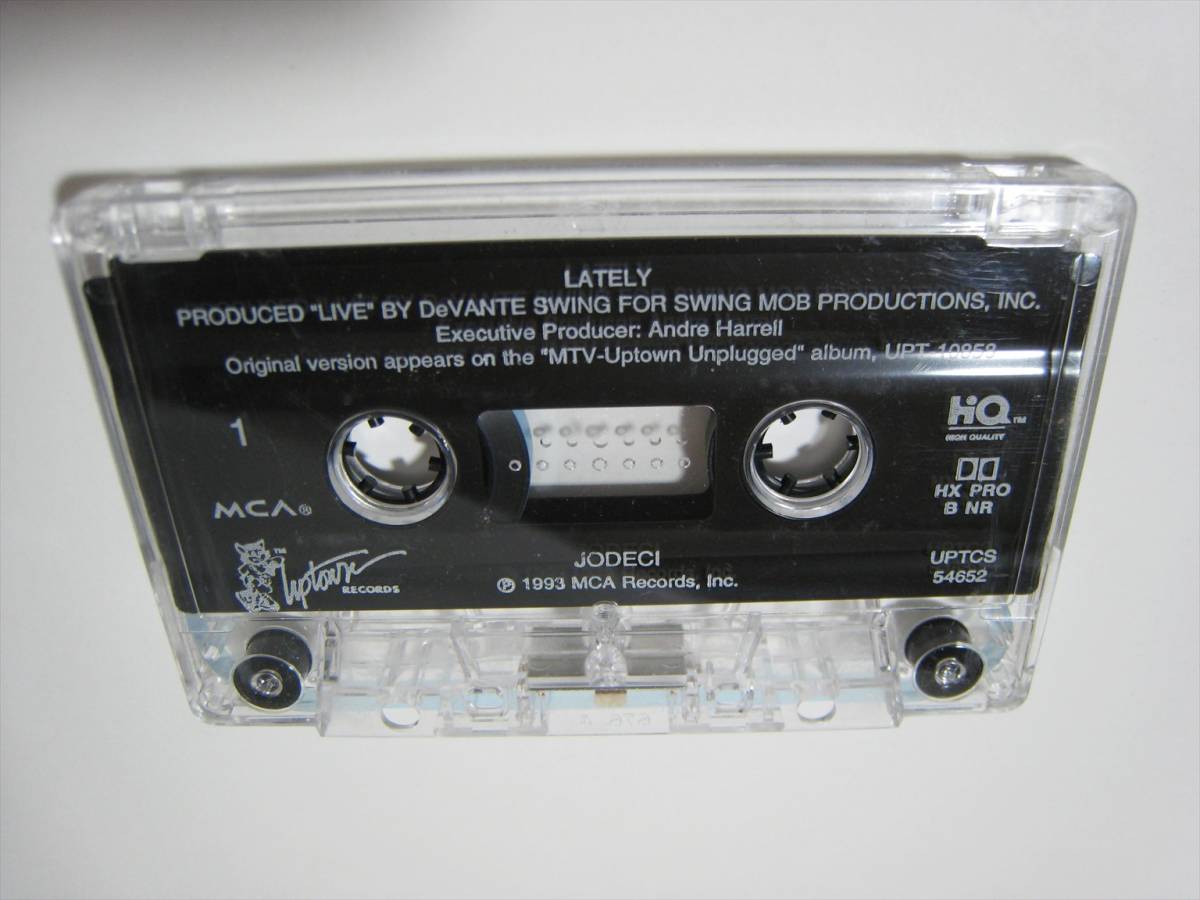 LATELY
PRODUCED "LIVE" BY DeVANTE SWING FOR SWING MOB PRODUCTIONS, INC.
Executive Producer: Andre Harrell
Original version appears on the "MTV-Uptown Unplugged" album, UPT 10858
1
HiQ™
HIGH QUALITY
HX PRO
B NR
MCA®
™
Uptown
RECORDS
JODECI
℗ 1993 MCA Records, Inc.
UPTCS
54652